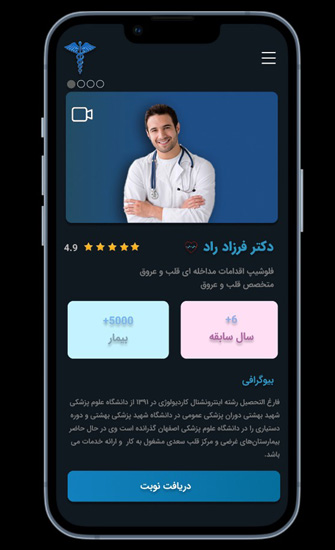 دکتر فرزاد راد
4.9
فلوشیپ اقدامات مداخله ای قلب و عروق
متخصص قلب و عروق
6+
سال سابقه
5000+
بیمار
بیوگرافی
فارغ التحصیل رشته اینترونشنال کاردیولوژی در ۱۳۹۱ از دانشگاه علوم پزشکی
شهید بهشتی دوران پزشکی عمومی در دانشگاه شهید پزشکی بهشتی و دوره
دستیاری را در دانشگاه علوم پزشکی اصفهان گذرانده است وی در حال حاضر
بیمارستان‌های عرضی و مرکز قلب سعدی مشغول به کار و ارائه خدمات می
باشد.
دریافت نوبت